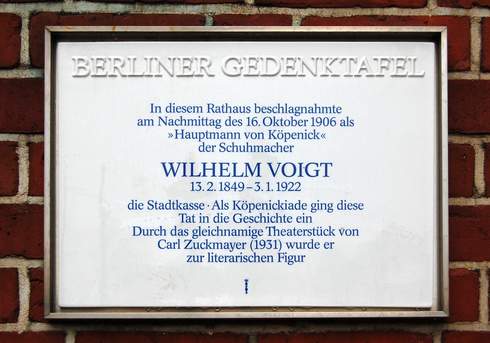 BERLINER GEDENKTAFEL
In diesem Rathaus beschlagnahmte
am Nachmittag des 16. Oktober 1906 als
»Hauptmann von Köpenick«
der Schuhmacher
WILHELM VOIGT
13. 2. 1849 – 3. 1. 1922
die Stadtkasse · Als Köpenickiade ging diese
Tat in die Geschichte ein
Durch das gleichnamige Theaterstück von
Carl Zuckmayer (1931) wurde er
zur literarischen Figur